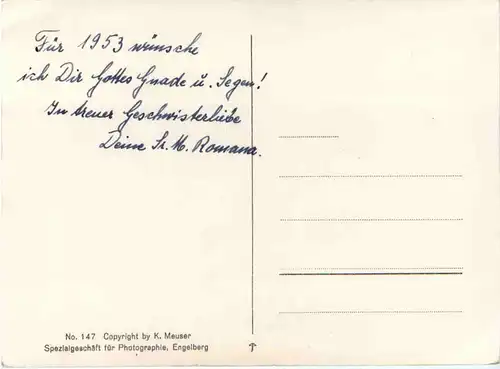 Für 1953 wünsche
ich Dir Gottes Gnade u. Segen!
In treuer Geschwisterliebe
Deine Sr. M. Romana.
No. 147 Copyright by K. Meuser
Spezialgeschäft für Photographie, Engelberg